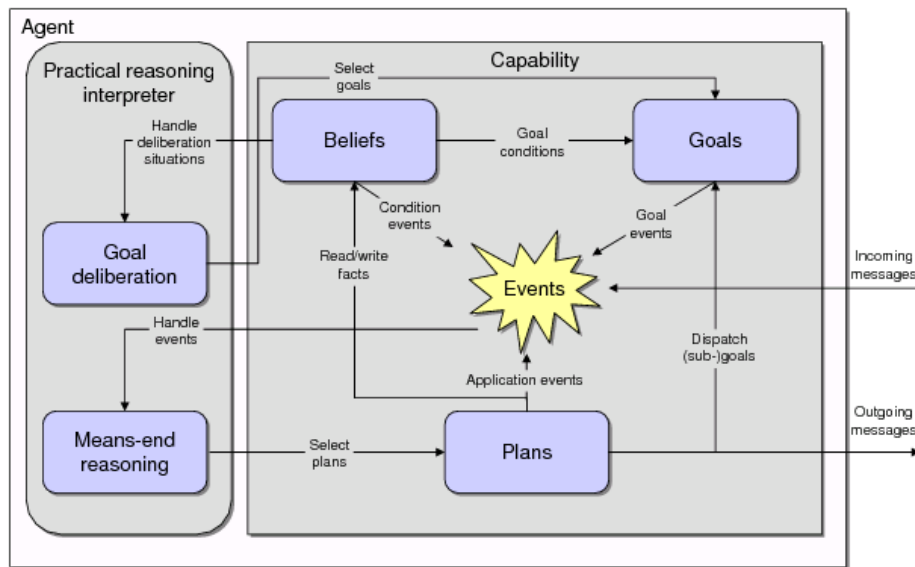 Agent
Practical reasoning
interpreter
Capability
Select
goals
Handle
deliberation
situations
Beliefs
Goal
conditions
Goals
Condition
events
Goal
events
Goal
deliberation
Read/write
facts
Events
Incoming
messages
Handle
events
Dispatch
(sub-)goals
Application events
Means-end
reasoning
Select
plans
Plans
Outgoing
messages